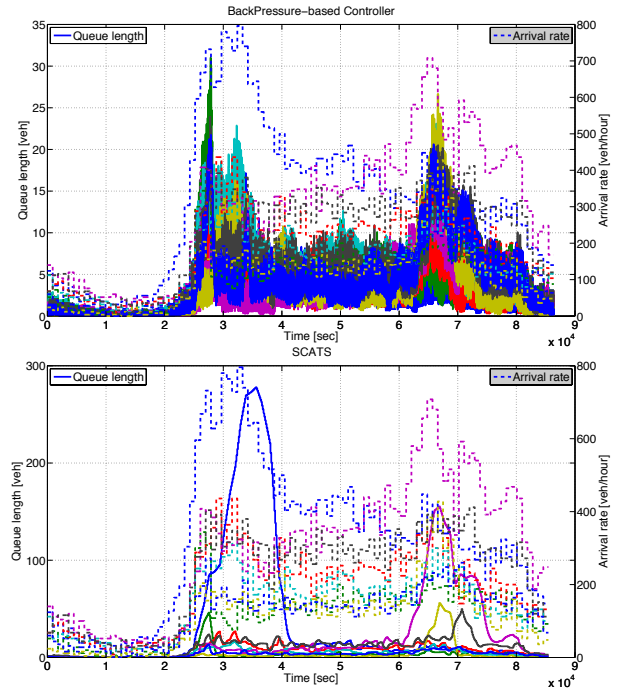 BackPressure-based Controller
Queue length
Arrival rate
35
30
25
20
15
10
5
0
Queue length [veh]
800
700
600
500
400
300
200
100
0
Arrival rate [veh/hour]
0 1 2 3 4 5 6 7 8 9
Time [sec]
x 10⁴
SCATS
Queue length
Arrival rate
300
200
100
0
Queue length [veh]
800
600
400
200
0
Arrival rate [veh/hour]
0 1 2 3 4 5 6 7 8 9
Time [sec]
x 10⁴